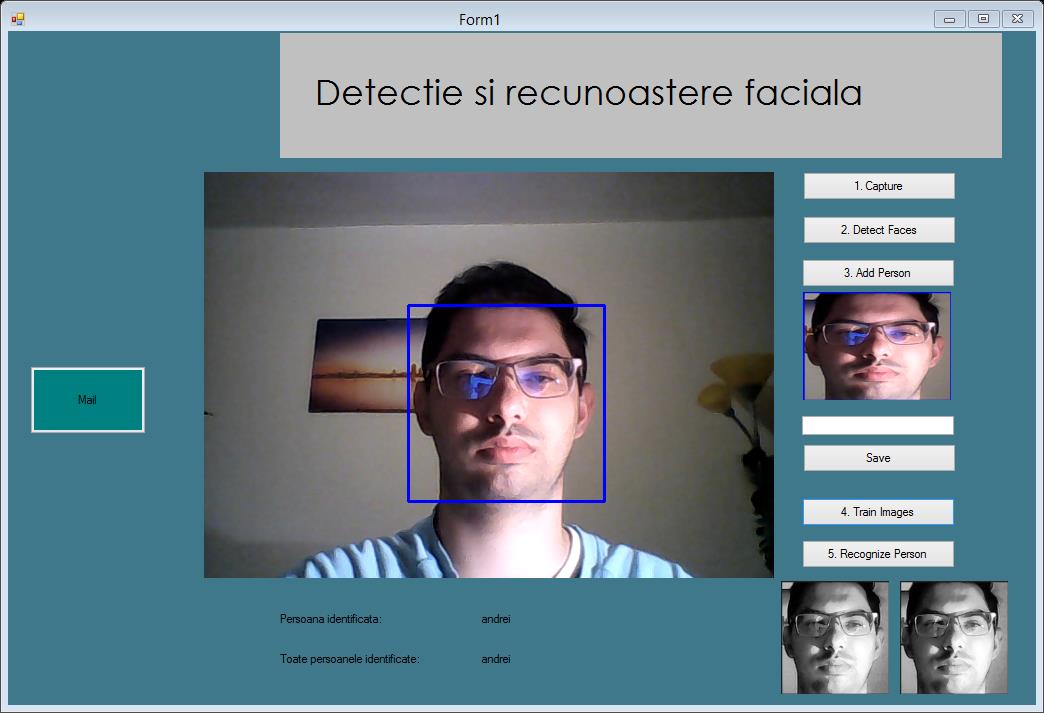 Form1
Detectie si recunoastere faciala
1. Capture
2. Detect Faces
3. Add Person
Mail
Save
4. Train Images
5. Recognize Person
Persoana identificata: andrei
Toate persoanele identificate: andrei